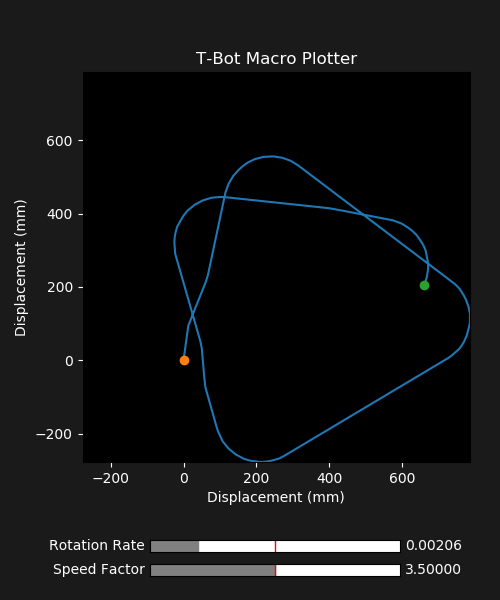 T-Bot Macro Plotter
600
400
200
0
−200
Displacement (mm)
−200 0 200 400 600
Displacement (mm)
Rotation Rate 0.00206
Speed Factor 3.50000